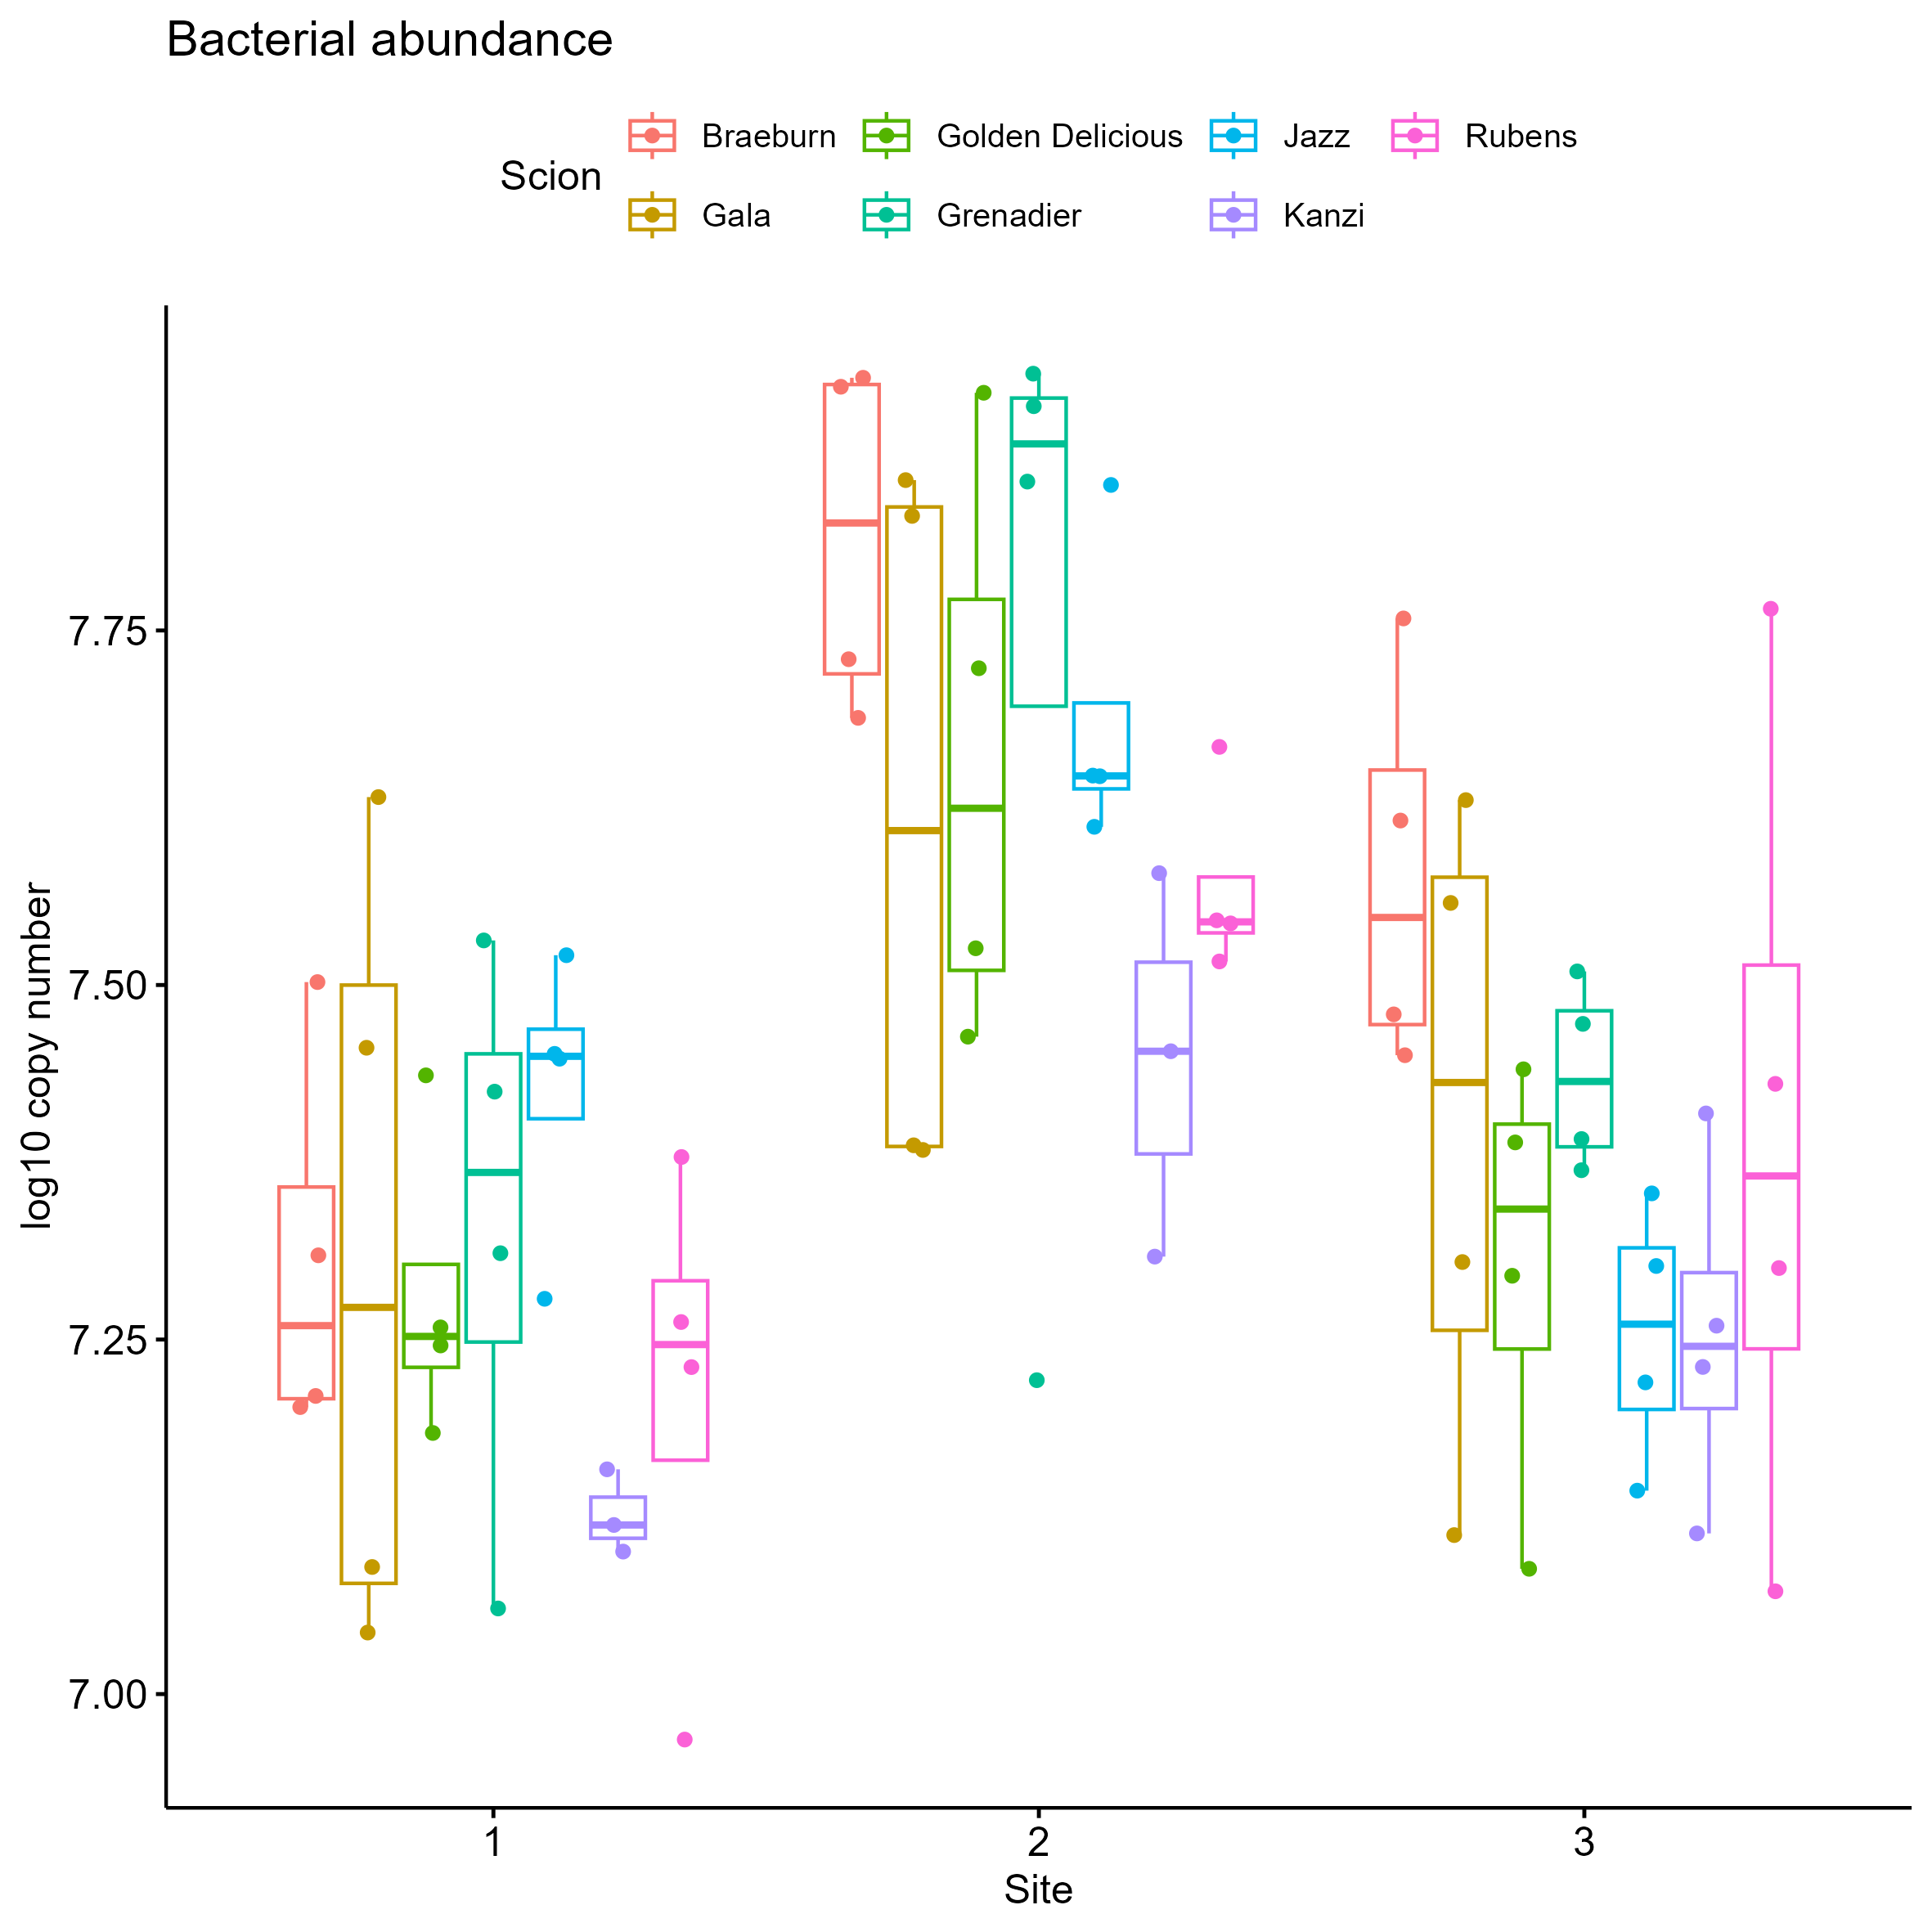 Bacterial abundance
Scion
Braeburn Golden Delicious Jazz Rubens
Gala Grenadier Kanzi
log10 copy number
7.75
7.50
7.25
7.00
1 2 3
Site